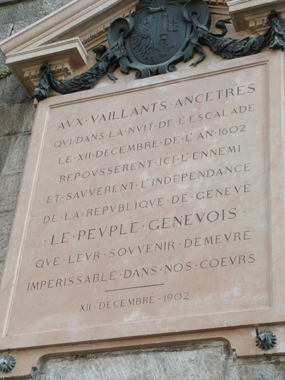 AVX·VAILLANTS·ANCETRES
QVI·DANS·LA·NVIT·DE·L'ESCALADE
LE·XII·DECEMBRE·DE·L'AN·1602
REPOVSSERENT·ICI·L'ENNEMI
ET·SAVVÈRENT·L'INDEPENDANCE
DE·LA·REPVBLIQVE·DE·GENEVE
·LE·PEVPLE·GENEVOIS·
QVE·LEVR·SOVVENIR·DEMEVRE
IMPERISSABLE·DANS·NOS·COEVRS
XII·DECEMBRE·1902